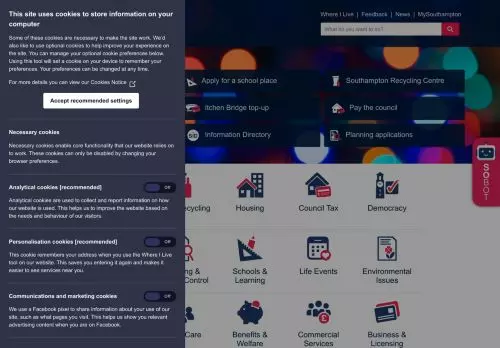 This site uses cookies to store information on your
computer
Some of these cookies are necessary to make the site work. We'd
also like to use optional cookies to help improve your experience on
the site. You can manage your optional cookie preferences below.
Using this tool will set a cookie on your device to remember your
preferences. Your preferences can be changed at any time.
For more details you can view our Cookies Notice
Accept recommended settings
Necessary cookies
Necessary cookies enable core functionality that our website relies on
to work. These cookies can only be disabled by changing your
browser preferences.
Analytical cookies [recommended]
Off
Analytical cookies are used to collect and report information on how
our website is used. This helps us to improve the website based on
the needs and behaviour of our visitors.
Personalisation cookies [recommended]
Off
This cookie remembers your address when you use the Where I Live
tool on our website. This saves you entering it again and makes it
easier to see services near you.
Communications and marketing cookies
Off
We use a Facebook pixel to share information about your use of our
site, such as what pages you visit. This helps us show you relevant
advertising content when you are on Facebook.
Where I Live | Feedback | News | MySouthampton
What do you want to do?
Apply for a school place
Southampton Recycling Centre
Itchen Bridge top-up
Pay the council
Information Directory
Planning applications
SOBOT
ecycling
Housing
Council Tax
Democracy
g &
Control
Schools &
Learning
Life Events
Environmental
Issues
Care
Benefits &
Welfare
Commercial
Services
Business &
Licensing